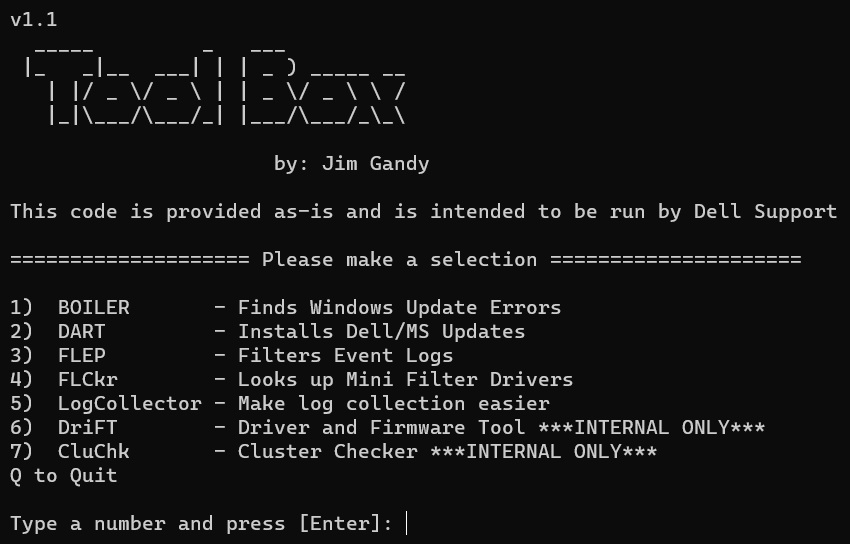 v1.1
Tool Box
by: Jim Gandy
This code is provided as-is and is intended to be run by Dell Support
==================== Please make a selection =====================
1)  BOILER       - Finds Windows Update Errors
2)  DART         - Installs Dell/MS Updates
3)  FLEP         - Filters Event Logs
4)  FLCkr        - Looks up Mini Filter Drivers
5)  LogCollector - Make log collection easier
6)  DriFT        - Driver and Firmware Tool ***INTERNAL ONLY***
7)  CluChk       - Cluster Checker ***INTERNAL ONLY***
Q to Quit
Type a number and press [Enter]: